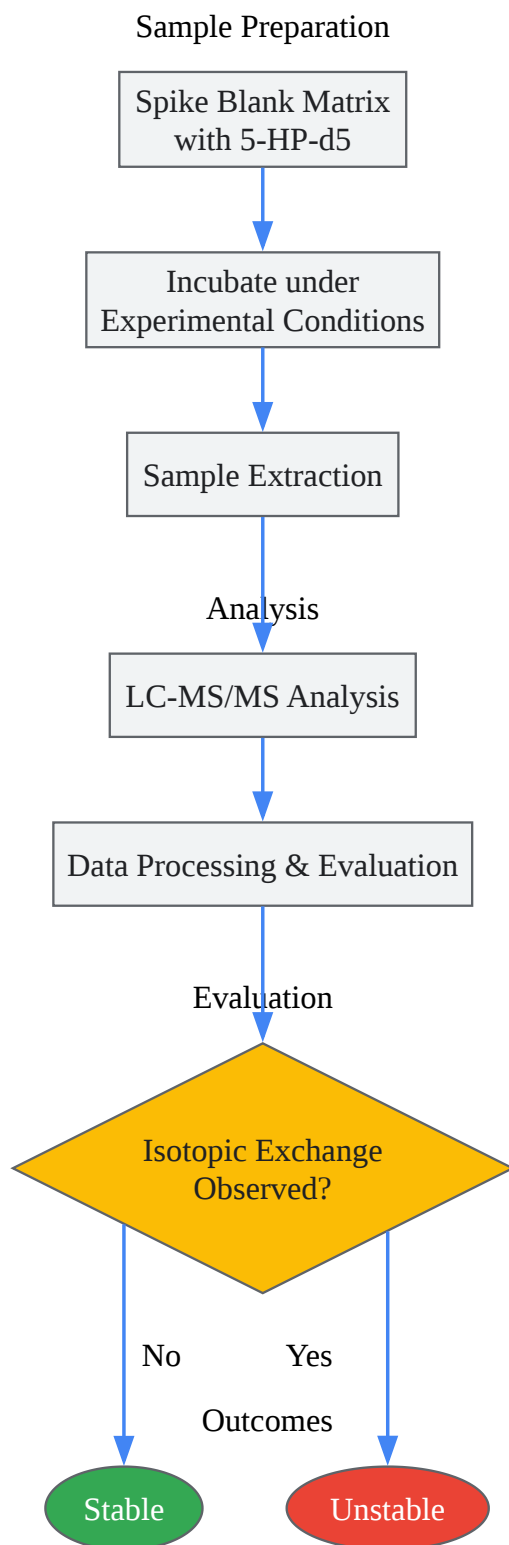 Sample Preparation
Spike Blank Matrix
with 5-HP-d5
Incubate under
Experimental Conditions
Sample Extraction
Analysis
LC-MS/MS Analysis
Data Processing & Evaluation
Evaluation
Isotopic Exchange
Observed?
No
Yes
Outcomes
Stable
Unstable